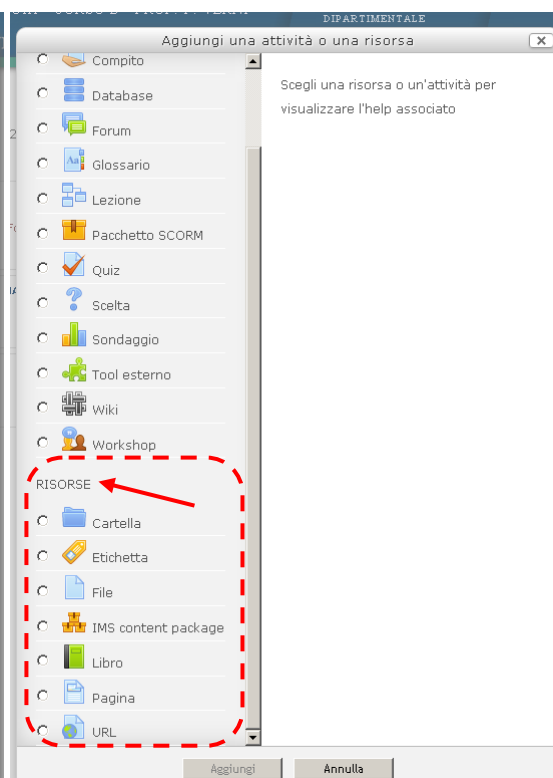 DIPARTIMENTALE
Aggiungi una attività o una risorsa
Compito
Database
Forum
Glossario
Lezione
Pacchetto SCORM
Quiz
Scelta
Sondaggio
Tool esterno
Wiki
Workshop
RISORSE
Cartella
Etichetta
File
IMS content package
Libro
Pagina
URL
Scegli una risorsa o un'attività per
visualizzare l'help associato
Aggiungi
Annulla